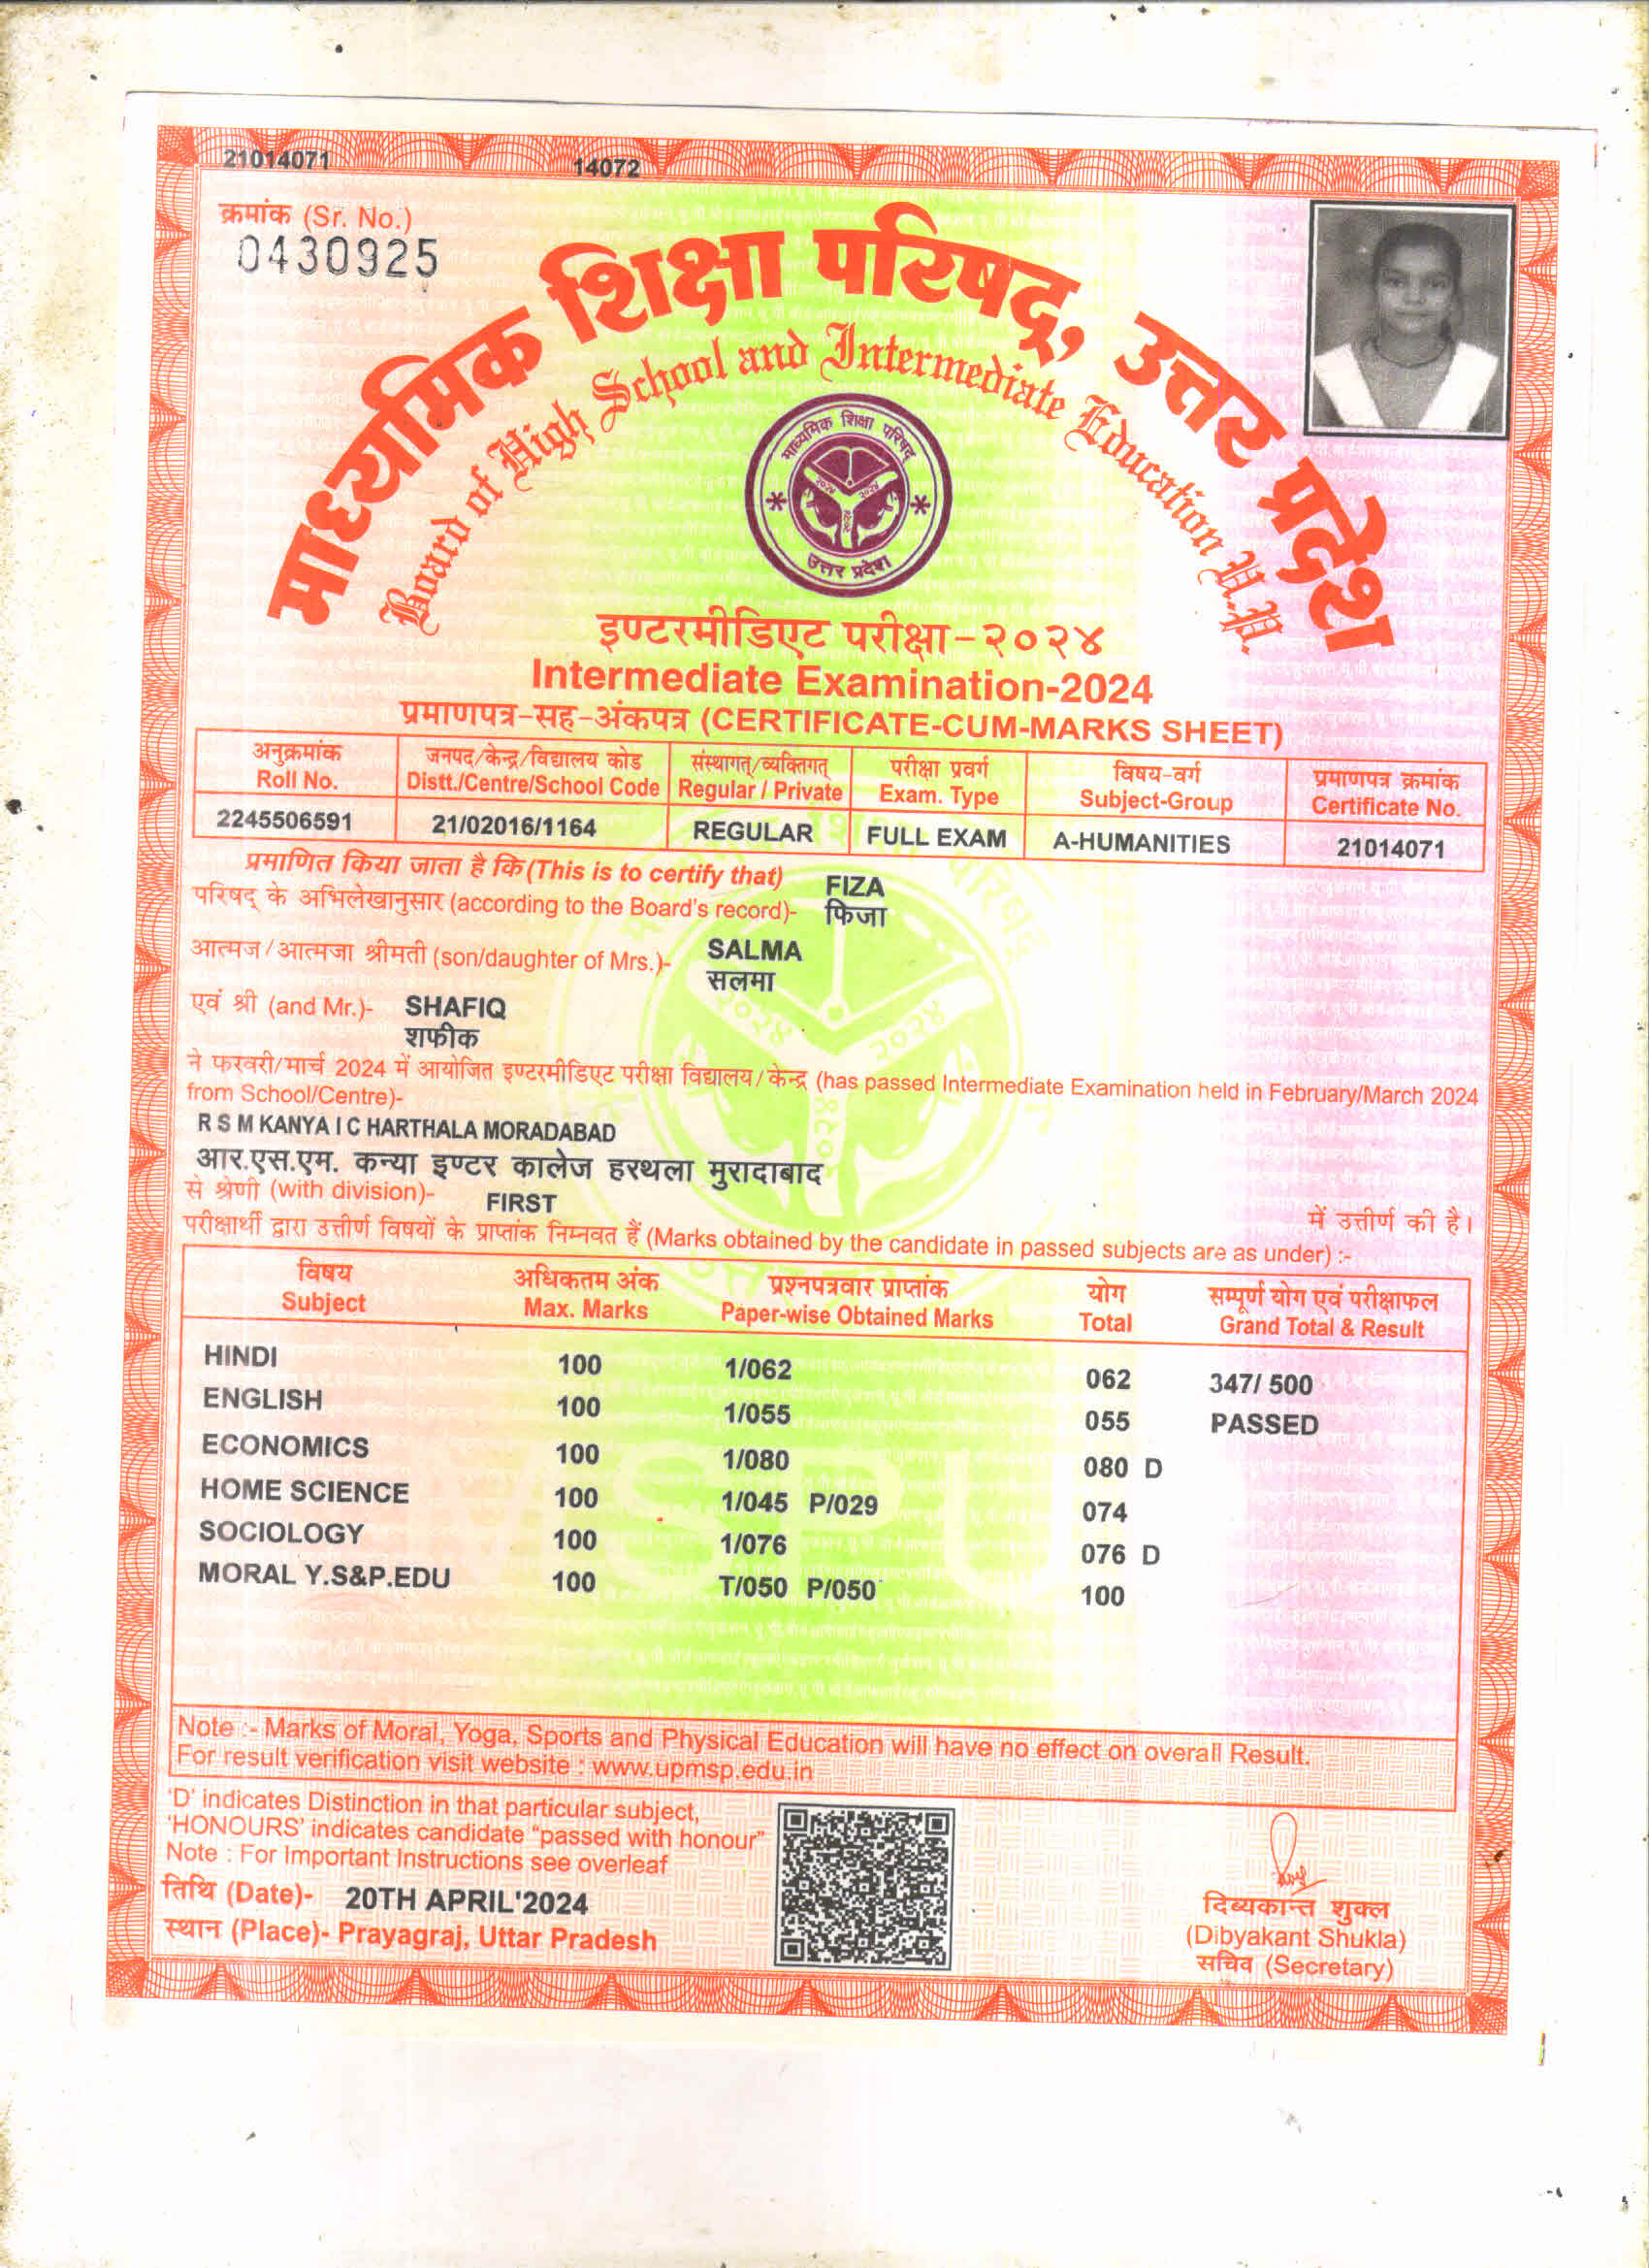 21014071 14072
क्रमांक (Sr. No.)
0430925
माध्यमिक शिक्षा परिषद्, उत्तर प्रदेश
Board of High School and Intermediate Education U.P.
माध्यमिक शिक्षा परिषद्
२०२४ २०२४
२०२४
उत्तर प्रदेश
इण्टरमीडिएट परीक्षा-२०२४
Intermediate Examination-2024
प्रमाणपत्र-सह-अंकपत्र (CERTIFICATE-CUM-MARKS SHEET)
अनुक्रमांक जनपद/केन्द्र/विद्यालय कोड संस्थागत्/व्यक्तिगत् परीक्षा प्रवर्ग विषय-वर्ग प्रमाणपत्र क्रमांक
Roll No. Distt./Centre/School Code Regular / Private Exam. Type Subject-Group Certificate No.
2245506591 21/02016/1164 REGULAR FULL EXAM A-HUMANITIES 21014071
प्रमाणित किया जाता है कि (This is to certify that) FIZA
परिषद् के अभिलेखानुसार (according to the Board's record)- फिजा
आत्मज/आत्मजा श्रीमती (son/daughter of Mrs.)- SALMA
सलमा
एवं श्री (and Mr.)- SHAFIQ
शफीक
ने फरवरी/मार्च 2024 में आयोजित इण्टरमीडिएट परीक्षा विद्यालय/केन्द्र (has passed Intermediate Examination held in February/March 2024
from School/Centre)-
R S M KANYA I C HARTHALA MORADABAD
आर.एस.एम. कन्या इण्टर कालेज हरथला मुरादाबाद
से श्रेणी (with division)- FIRST में उत्तीर्ण की है।
परीक्षार्थी द्वारा उत्तीर्ण विषयों के प्राप्तांक निम्नवत हैं (Marks obtained by the candidate in passed subjects are as under) :-
विषय अधिकतम अंक प्रश्नपत्रवार प्राप्तांक योग सम्पूर्ण योग एवं परीक्षाफल
Subject Max. Marks Paper-wise Obtained Marks Total Grand Total & Result
HINDI 100 1/062 062 347/ 500
ENGLISH 100 1/055 055 PASSED
ECONOMICS 100 1/080 080 D
HOME SCIENCE 100 1/045 P/029 074
SOCIOLOGY 100 1/076 076 D
MORAL Y.S&P.EDU 100 T/050 P/050 100
Note :- Marks of Moral, Yoga, Sports and Physical Education will have no effect on overall Result.
For result verification visit website : www.upmsp.edu.in
'D' indicates Distinction in that particular subject,
'HONOURS' indicates candidate "passed with honour"
Note : For Important Instructions see overleaf
तिथि (Date)- 20TH APRIL'2024
स्थान (Place)- Prayagraj, Uttar Pradesh
दिव्यकान्त शुक्ल
(Dibyakant Shukla)
सचिव (Secretary)